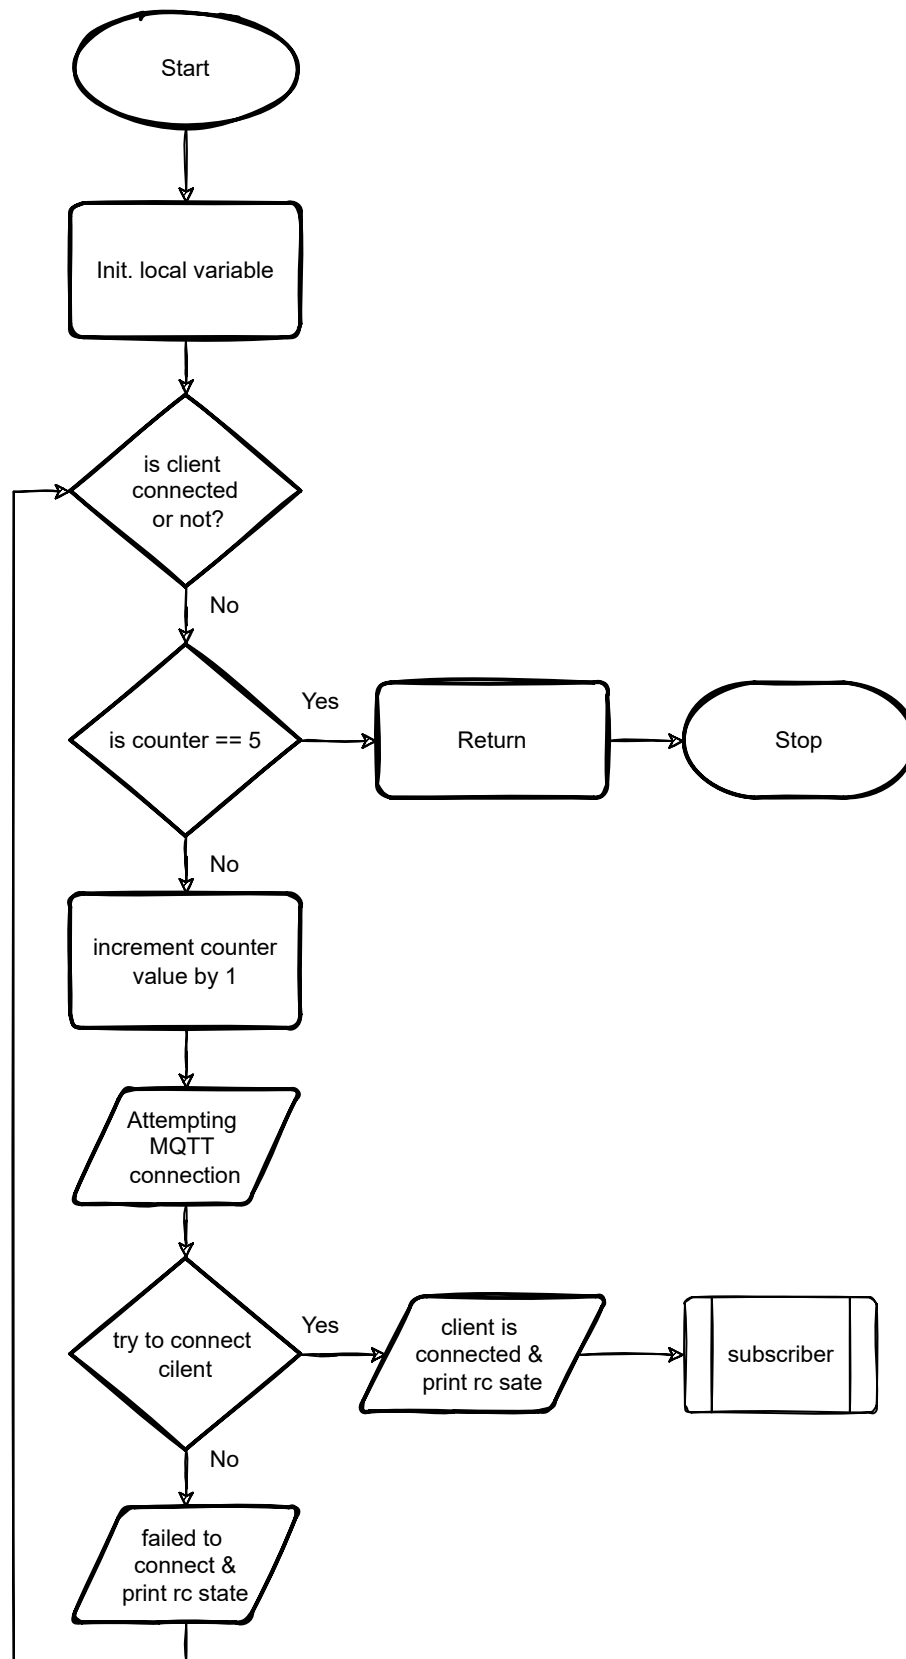 Start
Init. local variable
is client
connected
or not?
No
is counter == 5
Yes
Return
Stop
No
increment counter
value by 1
Attempting
MQTT
connection
try to connect
cilent
Yes
client is
connected &
print rc sate
subscriber
No
failed to
connect &
print rc state